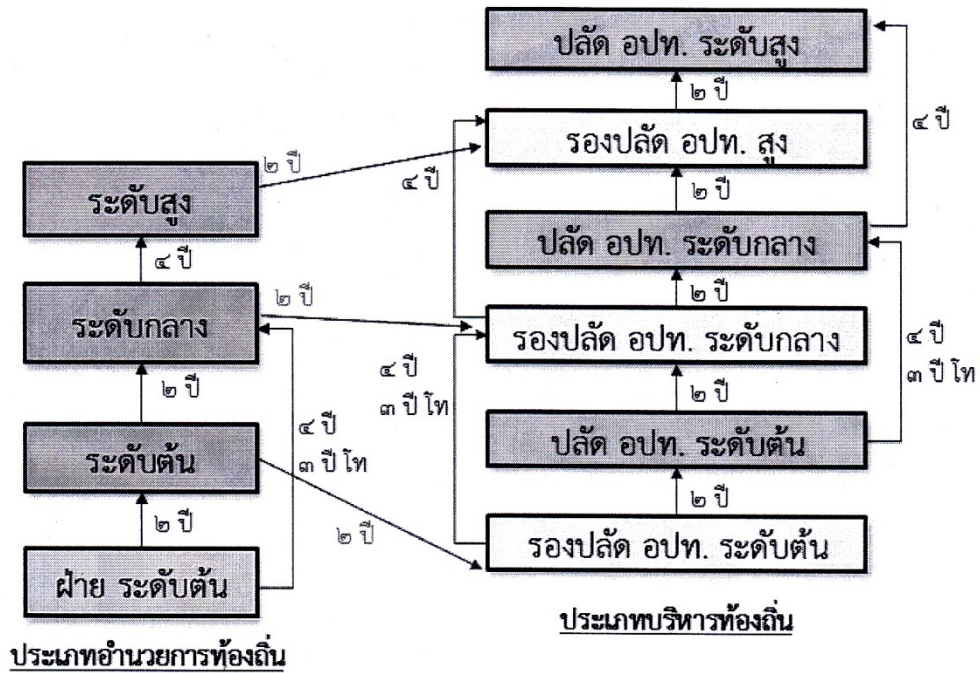 ปลัด อปท. ระดับสูง
๒ ปี
๔ ปี
รองปลัด อปท. สูง
๒ ปี
๔ ปี
ระดับสูง
๒ ปี
ปลัด อปท. ระดับกลาง
๔ ปี
๒ ปี
ระดับกลาง
๒ ปี
รองปลัด อปท. ระดับกลาง
๔ ปี
๓ ปี โท
๔ ปี
๓ ปี โท
๒ ปี
๒ ปี
ระดับต้น
๔ ปี
๓ ปี โท
ปลัด อปท. ระดับต้น
๒ ปี
๒ ปี
๒ ปี
ฝ่าย ระดับต้น
รองปลัด อปท. ระดับต้น
ประเภทบริหารท้องถิ่น
ประเภทอำนวยการท้องถิ่น